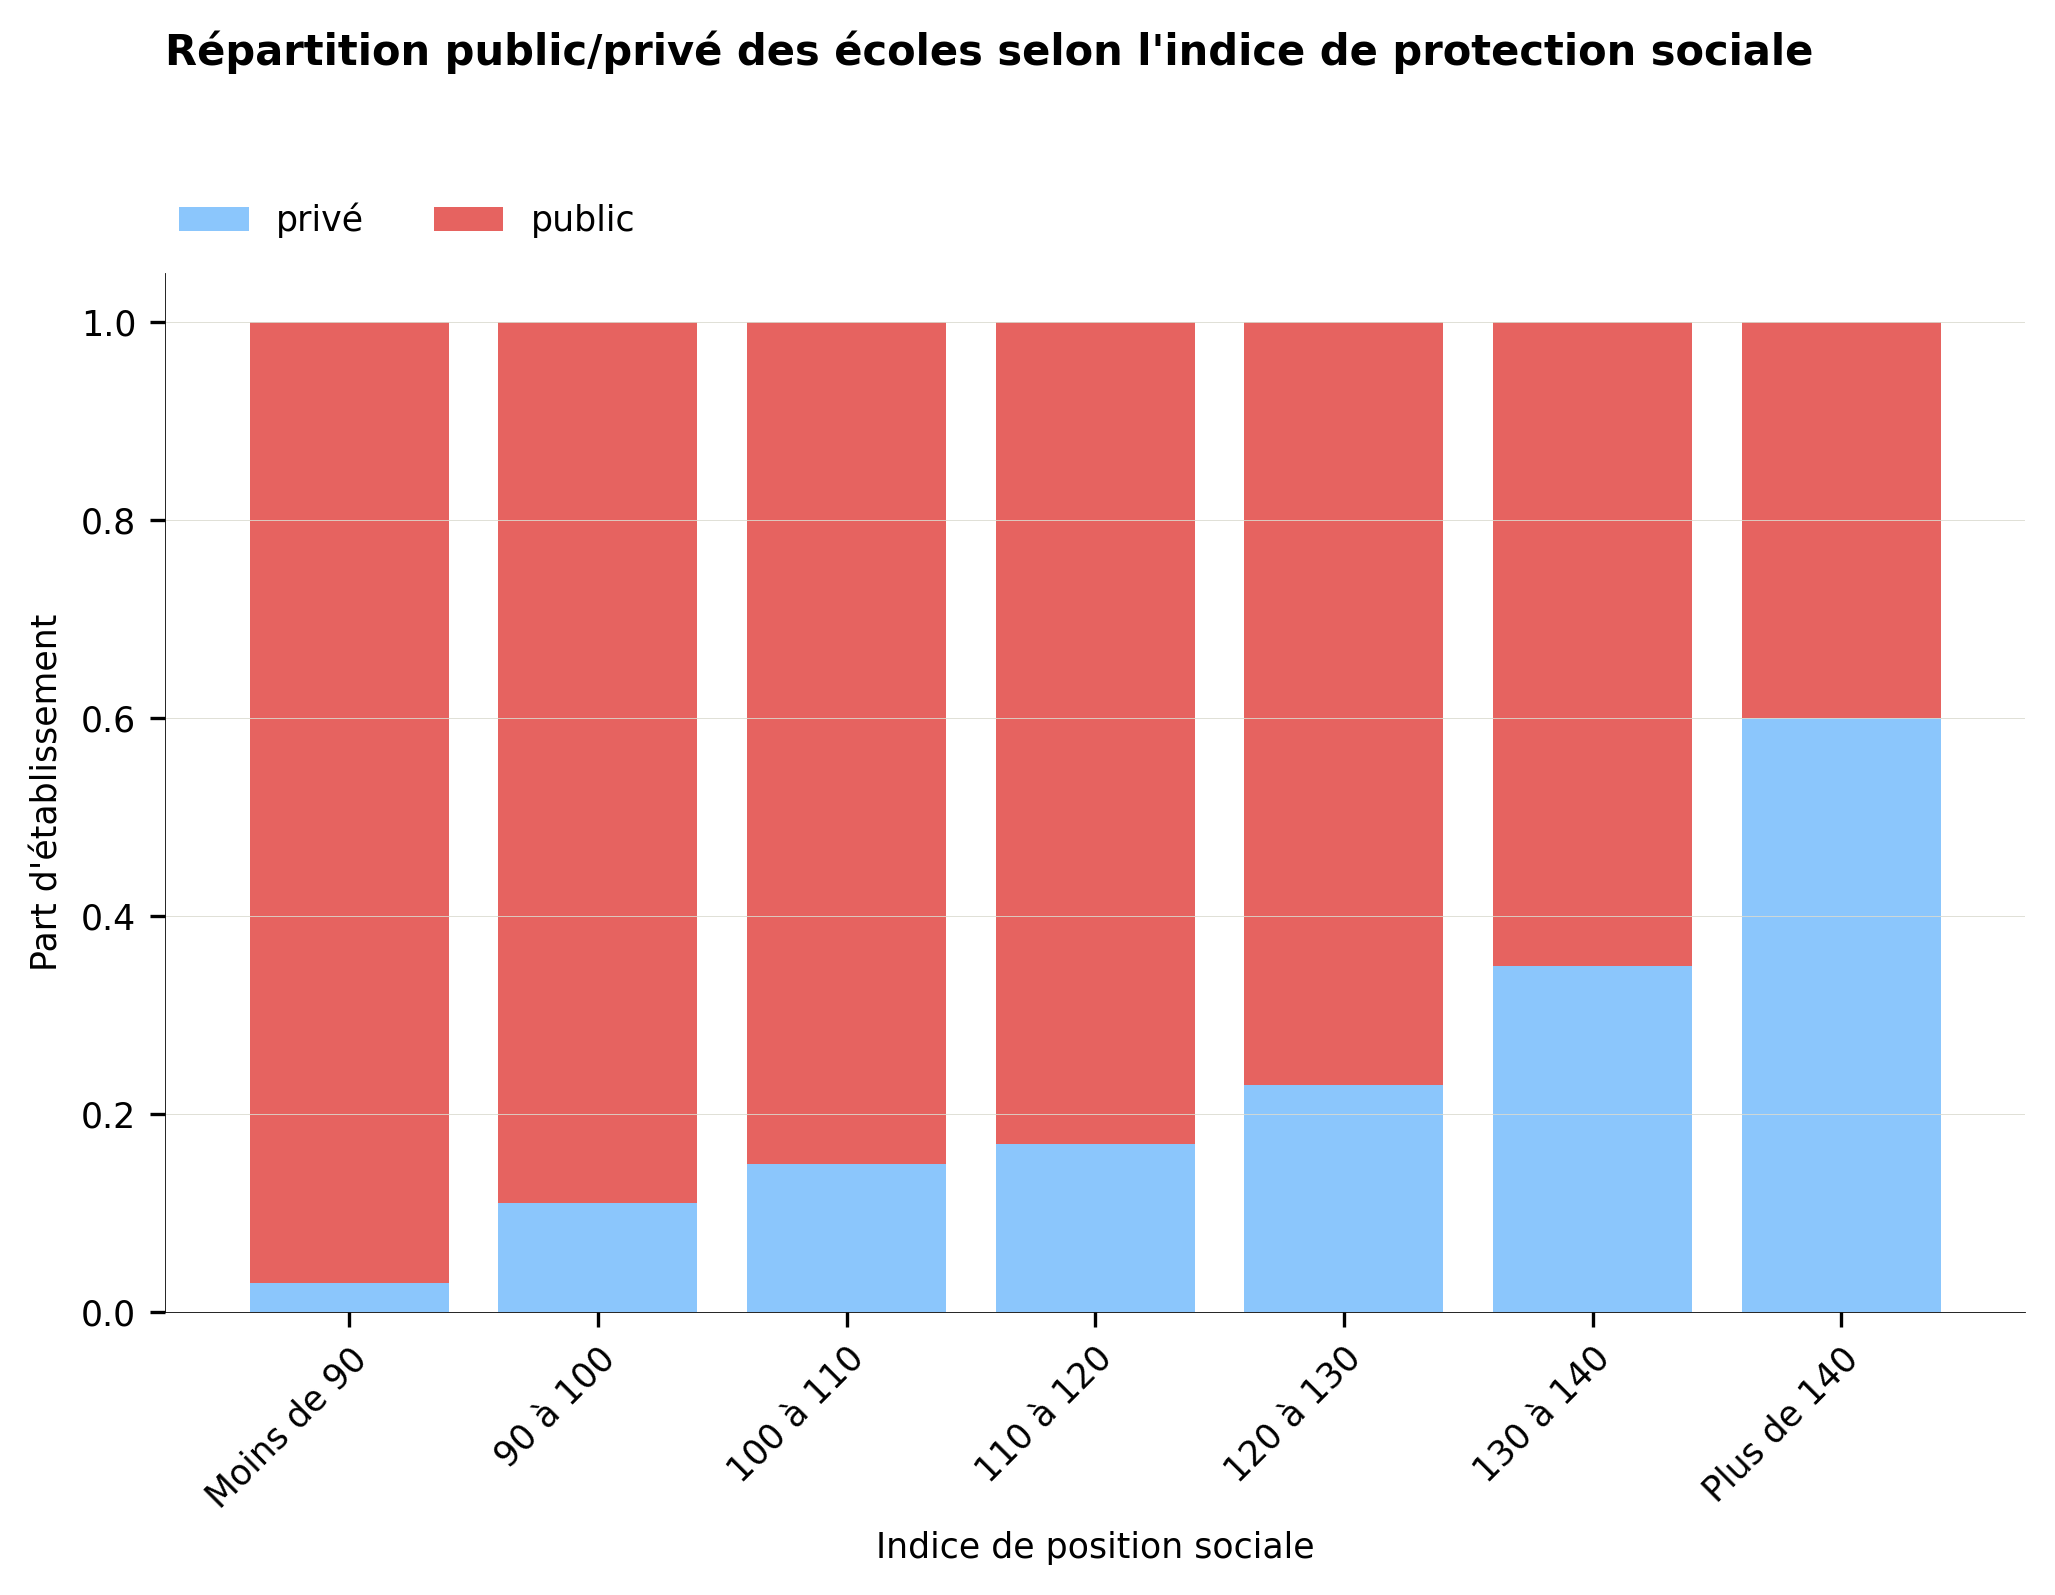 Répartition public/privé des écoles selon l'indice de protection sociale
privé
public
Part d'établissement
1.0
0.8
0.6
0.4
0.2
0.0
Moins de 90
90 à 100
100 à 110
110 à 120
120 à 130
130 à 140
Plus de 140
Indice de position sociale